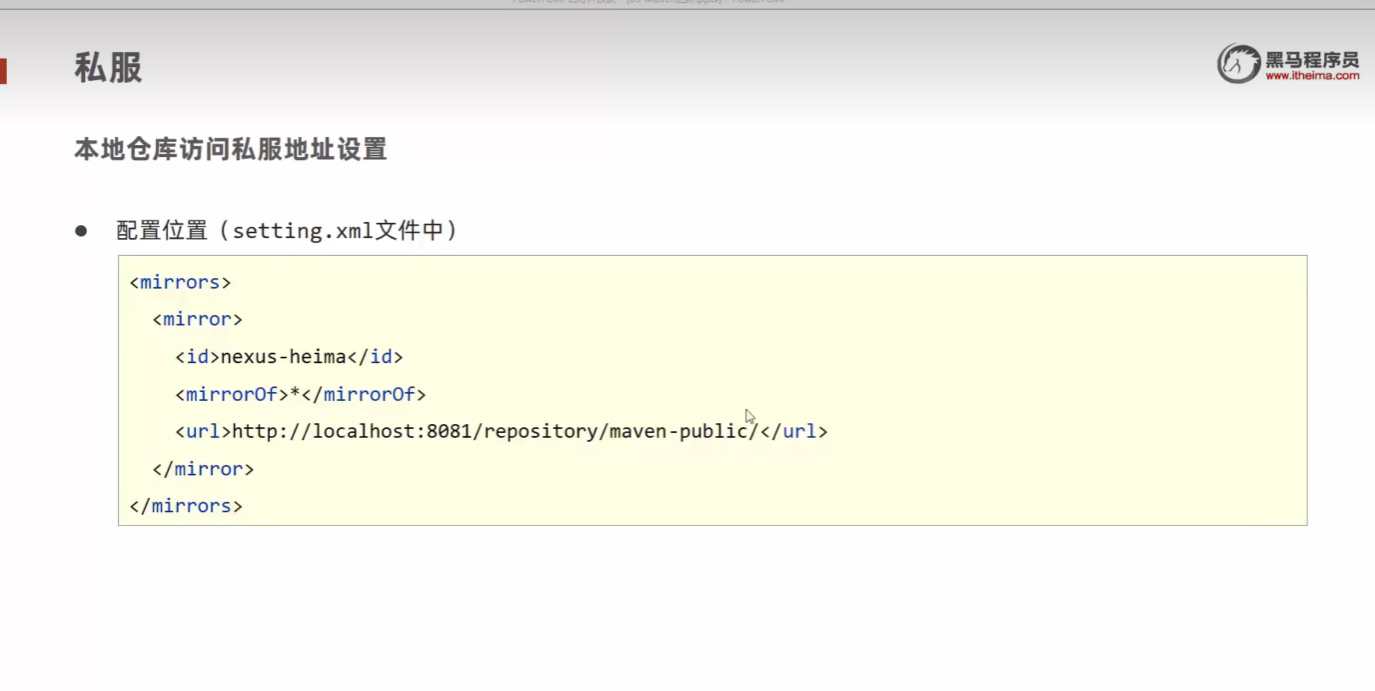 私服
黑马程序员
www.itheima.com
本地仓库访问私服地址设置
● 配置位置（setting.xml文件中）
<mirrors>
<mirror>
<id>nexus-heima</id>
<mirrorOf>*</mirrorOf>
<url>http://localhost:8081/repository/maven-public/</url>
</mirror>
</mirrors>